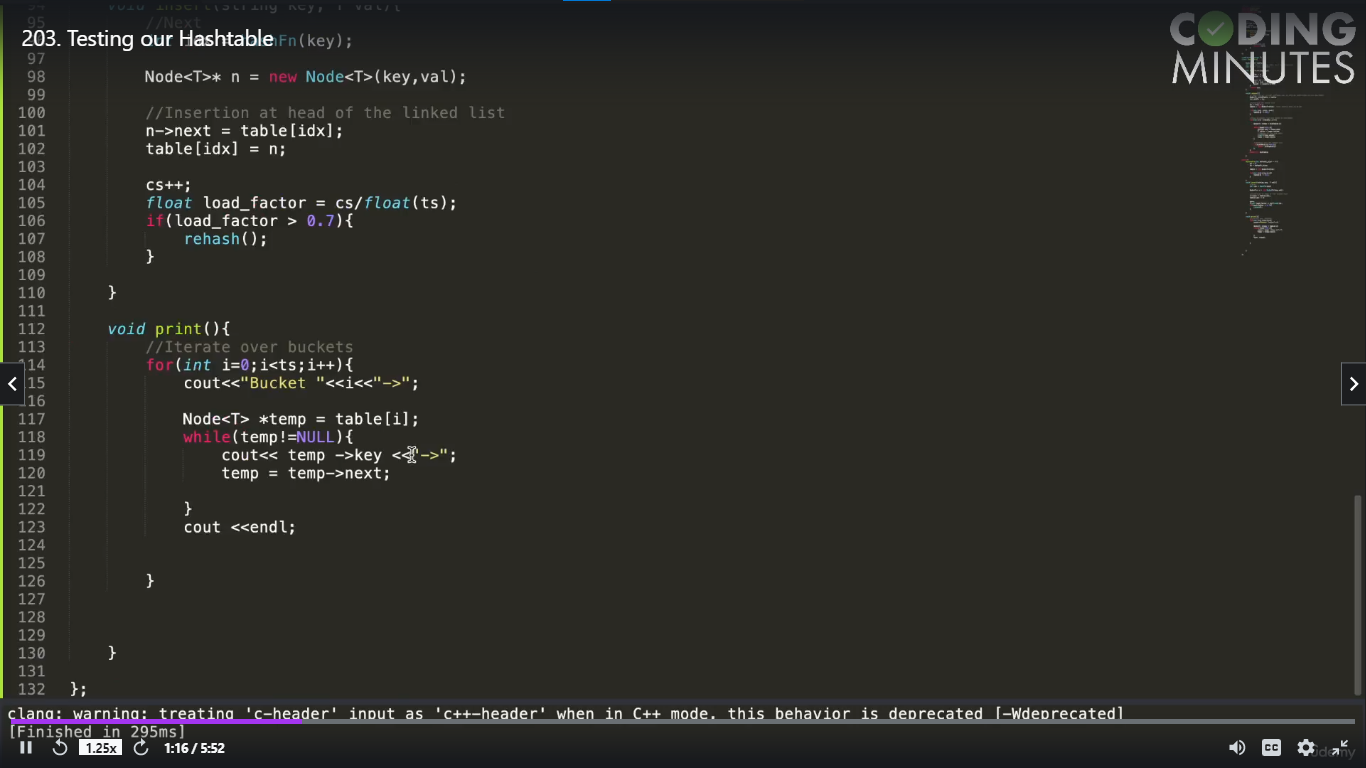 94 void insert(string key, T val){
95 //Next
203. Testing our Hashtable
Fn(key);
CODING
MINUTES
97
98 Node<T>* n = new Node<T>(key,val);
99
100 //Insertion at head of the linked list
101 n->next = table[idx];
102 table[idx] = n;
103
104 cs++;
105 float load_factor = cs/float(ts);
106 if(load_factor > 0.7){
107 rehash();
108 }
109
110 }
111
112 void print(){
113 //Iterate over buckets
114 for(int i=0;i<ts;i++){
115 cout<<"Bucket "<<i<<"->";
116
117 Node<T> *temp = table[i];
118 while(temp!=NULL){
119 cout<< temp ->key <<"->";
120 temp = temp->next;
121
122 }
123 cout <<endl;
124
125
126 }
127
128
129
130 }
131
132 };
clang: warning: treating 'c-header' input as 'c++-header' when in C++ mode, this behavior is deprecated [-Wdeprecated]
[Finished in 295ms]
1.25x 1:16 / 5:52 CC
udemy